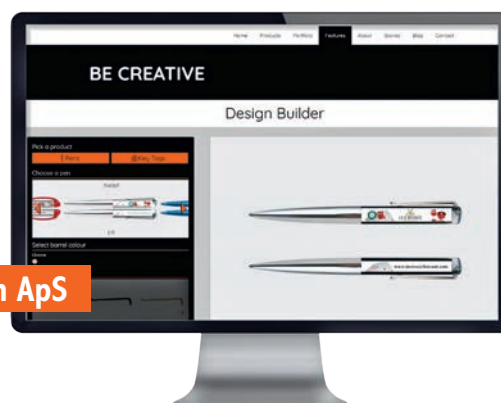 Home Products Portfolio Features About Stories Blog Contact
BE CREATIVE
Design Builder
Pick a product
Pens
Key Tags
Choose a pen
Select barrel colour
n ApS